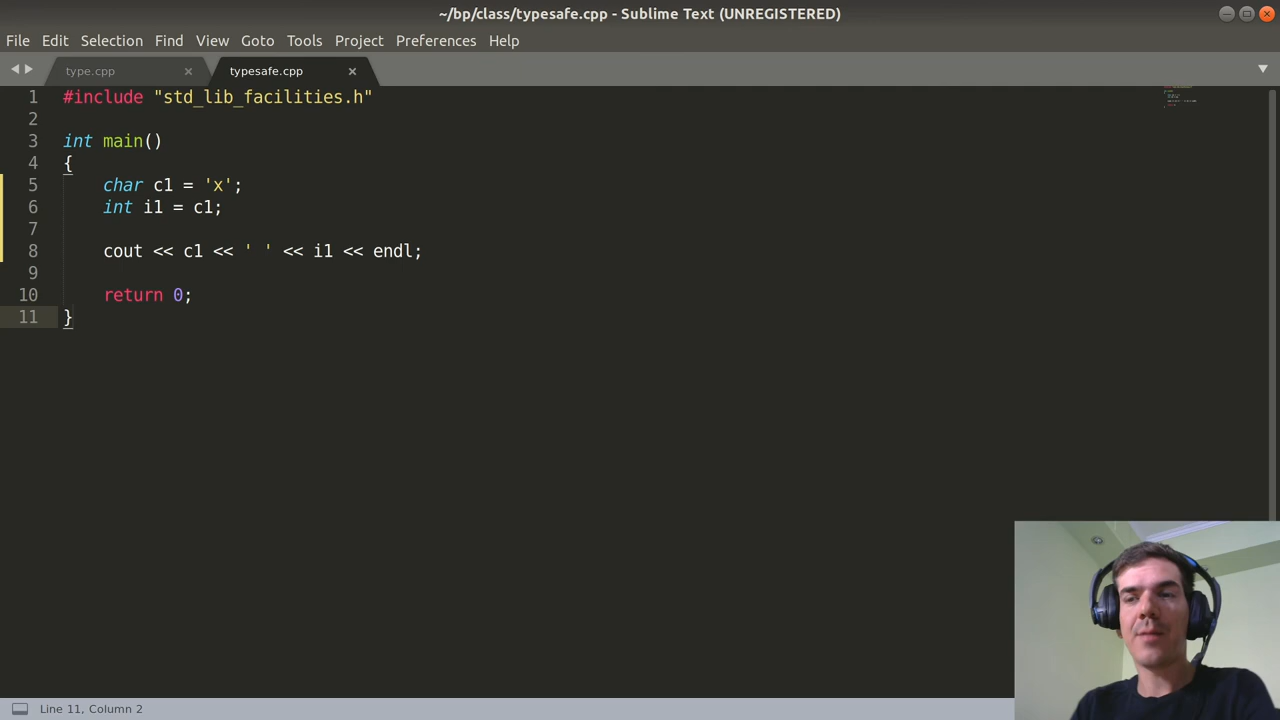 ~/bp/class/typesafe.cpp - Sublime Text (UNREGISTERED)
File Edit Selection Find View Goto Tools Project Preferences Help
type.cpp typesafe.cpp
1 #include "std_lib_facilities.h"
2
3 int main()
4 {
5 char c1 = 'x';
6 int i1 = c1;
7
8 cout << c1 << ' ' << i1 << endl;
9
10 return 0;
11 }
Line 11, Column 2